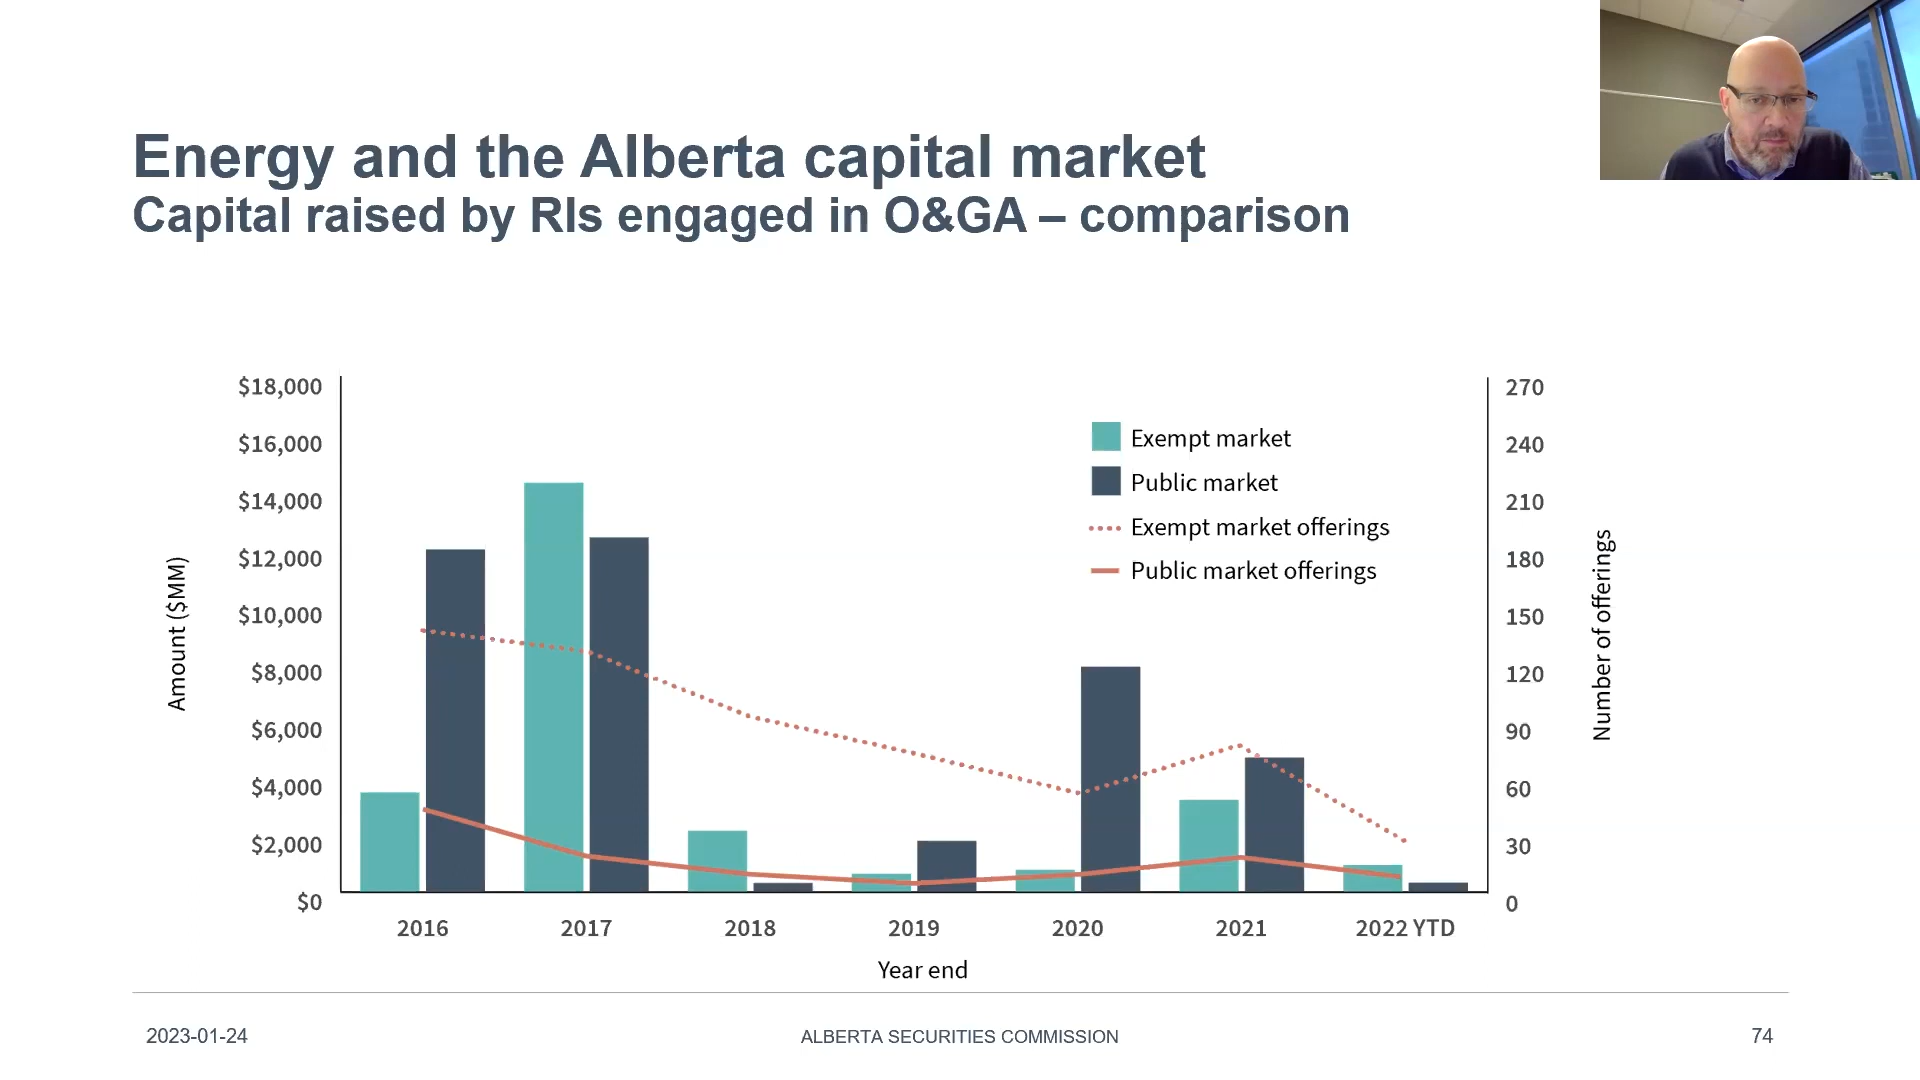 Energy and the Alberta capital market
Capital raised by RIs engaged in O&GA – comparison
Amount ($MM)
$18,000
$16,000
$14,000
$12,000
$10,000
$8,000
$6,000
$4,000
$2,000
$0
Exempt market
Public market
Exempt market offerings
Public market offerings
270
240
210
180
150
120
90
60
30
0
Number of offerings
2016 2017 2018 2019 2020 2021 2022 YTD
Year end
2023-01-24 ALBERTA SECURITIES COMMISSION 74